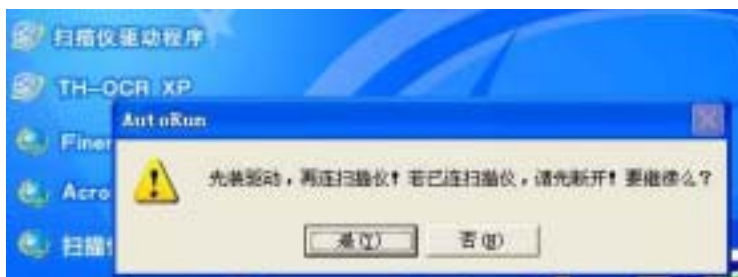 扫描仪驱动程序
TH-OCR XP
AutoRun
Finer
先装驱动，再连扫描仪！若已连扫描仪，请先断开！要继续么？
Acro
是(Y) 否(N)
扫描